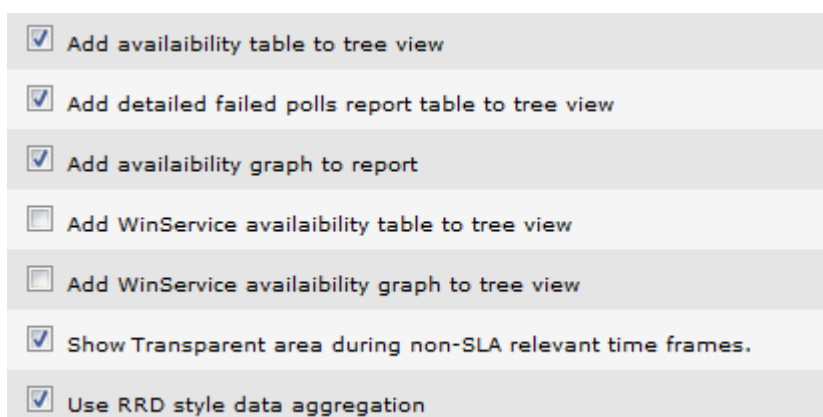 Add availaibility table to tree view
Add detailed failed polls report table to tree view
Add availaibility graph to report
Add WinService availaibility table to tree view
Add WinService availaibility graph to tree view
Show Transparent area during non-SLA relevant time frames.
Use RRD style data aggregation